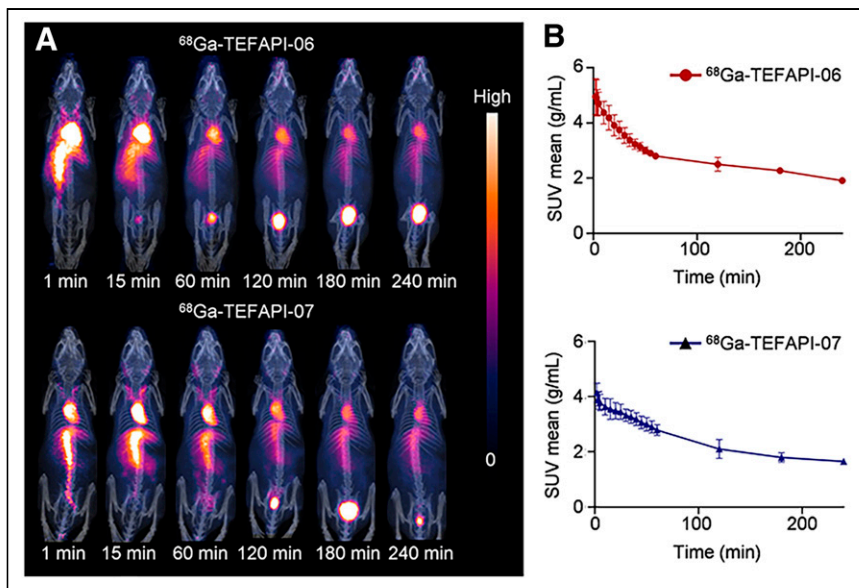 A
⁶⁸Ga-TEFAPI-06
High
1 min 15 min 60 min 120 min 180 min 240 min
⁶⁸Ga-TEFAPI-07
0
1 min 15 min 60 min 120 min 180 min 240 min
B
⁶⁸Ga-TEFAPI-06
SUV mean (g/mL)
6
4
2
0
0 100 200
Time (min)
⁶⁸Ga-TEFAPI-07
SUV mean (g/mL)
6
4
2
0
0 100 200
Time (min)